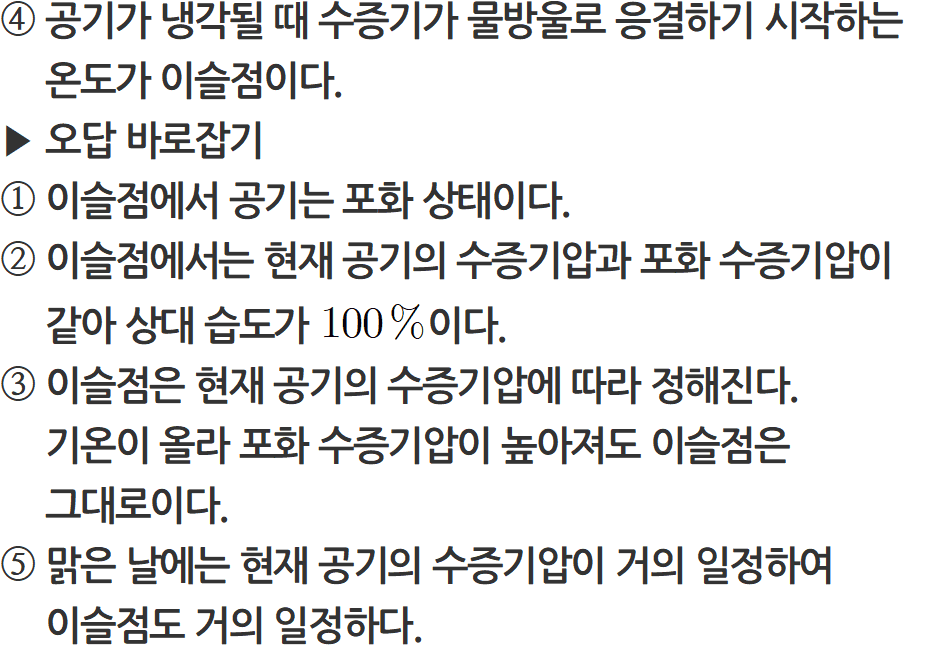 ④ 공기가 냉각될 때 수증기가 물방울로 응결하기 시작하는
온도가 이슬점이다.
▶ 오답 바로잡기
① 이슬점에서 공기는 포화 상태이다.
② 이슬점에서는 현재 공기의 수증기압과 포화 수증기압이
같아 상대 습도가 100%이다.
③ 이슬점은 현재 공기의 수증기압에 따라 정해진다.
기온이 올라 포화 수증기압이 높아져도 이슬점은
그대로이다.
⑤ 맑은 날에는 현재 공기의 수증기압이 거의 일정하여
이슬점도 거의 일정하다.